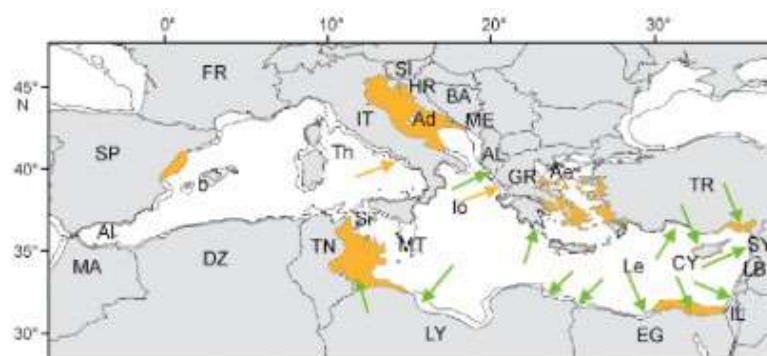 0° 10° 20° 30°
45°
N
40°
35°
30°
FR SI HR BA
IT Ad ME
SP Th AL GR Ae TR
b Io
Al Si
MA DZ TN MT Le CY SY
LB
LY EG IL